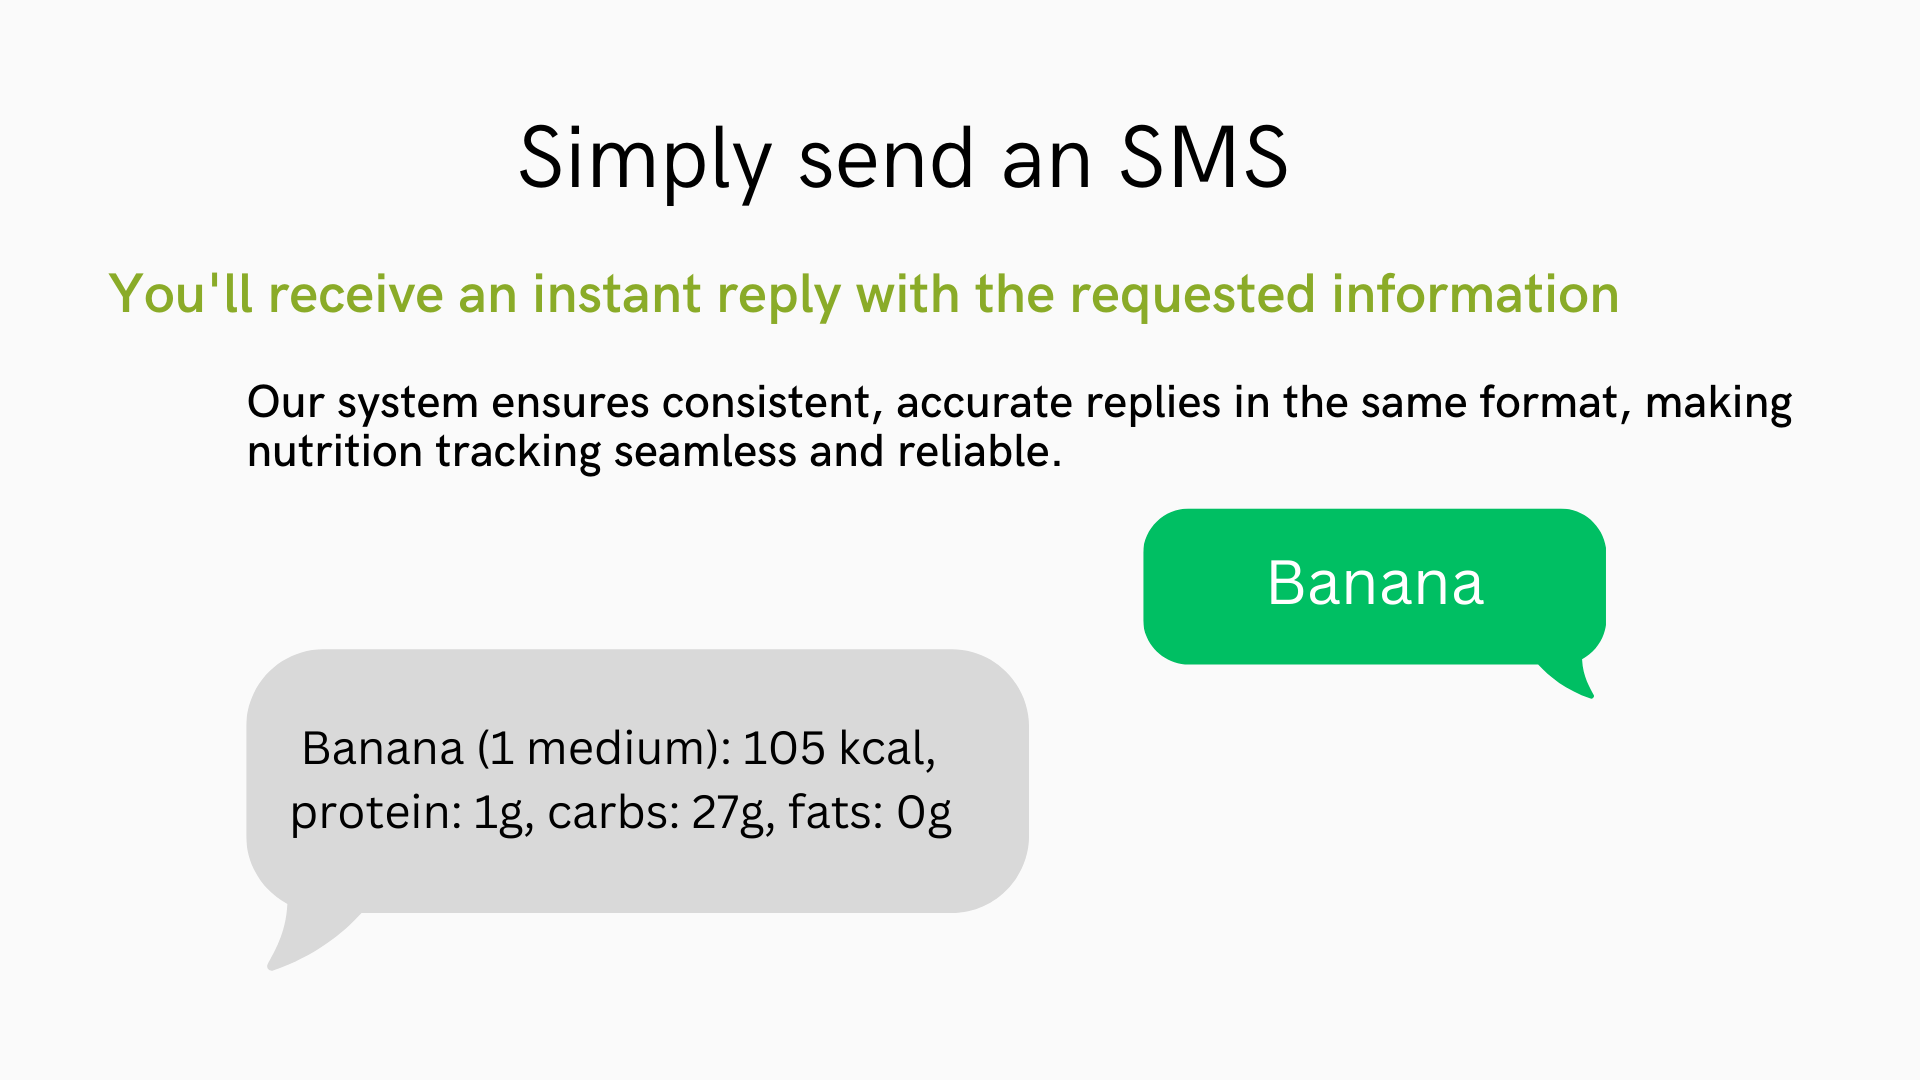 Simply send an SMS
You'll receive an instant reply with the requested information
Our system ensures consistent, accurate replies in the same format, making
nutrition tracking seamless and reliable.
Banana
Banana (1 medium): 105 kcal,
protein: 1g, carbs: 27g, fats: 0g